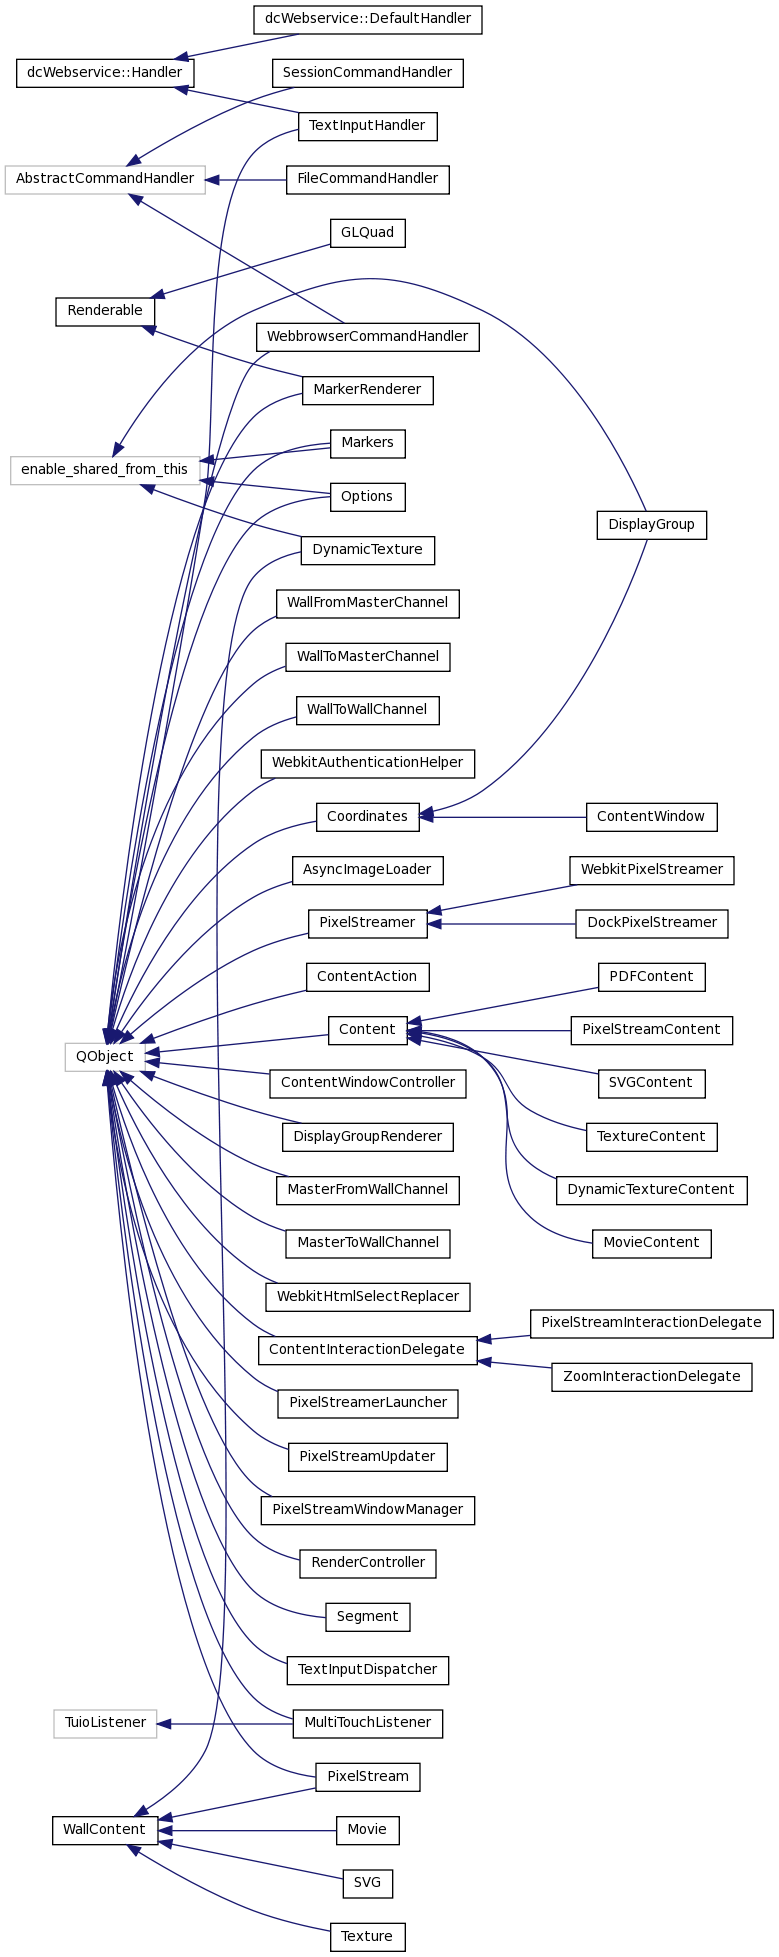 dcWebservice::DefaultHandler
dcWebservice::Handler
SessionCommandHandler
TextInputHandler
AbstractCommandHandler
FileCommandHandler
GLQuad
Renderable
WebbrowserCommandHandler
MarkerRenderer
Markers
enable_shared_from_this
Options
DisplayGroup
DynamicTexture
WallFromMasterChannel
WallToMasterChannel
WallToWallChannel
WebkitAuthenticationHelper
Coordinates
ContentWindow
AsyncImageLoader
WebkitPixelStreamer
PixelStreamer
DockPixelStreamer
ContentAction
PDFContent
Content
PixelStreamContent
QObject
ContentWindowController
SVGContent
DisplayGroupRenderer
TextureContent
MasterFromWallChannel
DynamicTextureContent
MasterToWallChannel
MovieContent
WebkitHtmlSelectReplacer
PixelStreamInteractionDelegate
ContentInteractionDelegate
ZoomInteractionDelegate
PixelStreamerLauncher
PixelStreamUpdater
PixelStreamWindowManager
RenderController
Segment
TextInputDispatcher
TuioListener
MultiTouchListener
PixelStream
WallContent
Movie
SVG
Texture